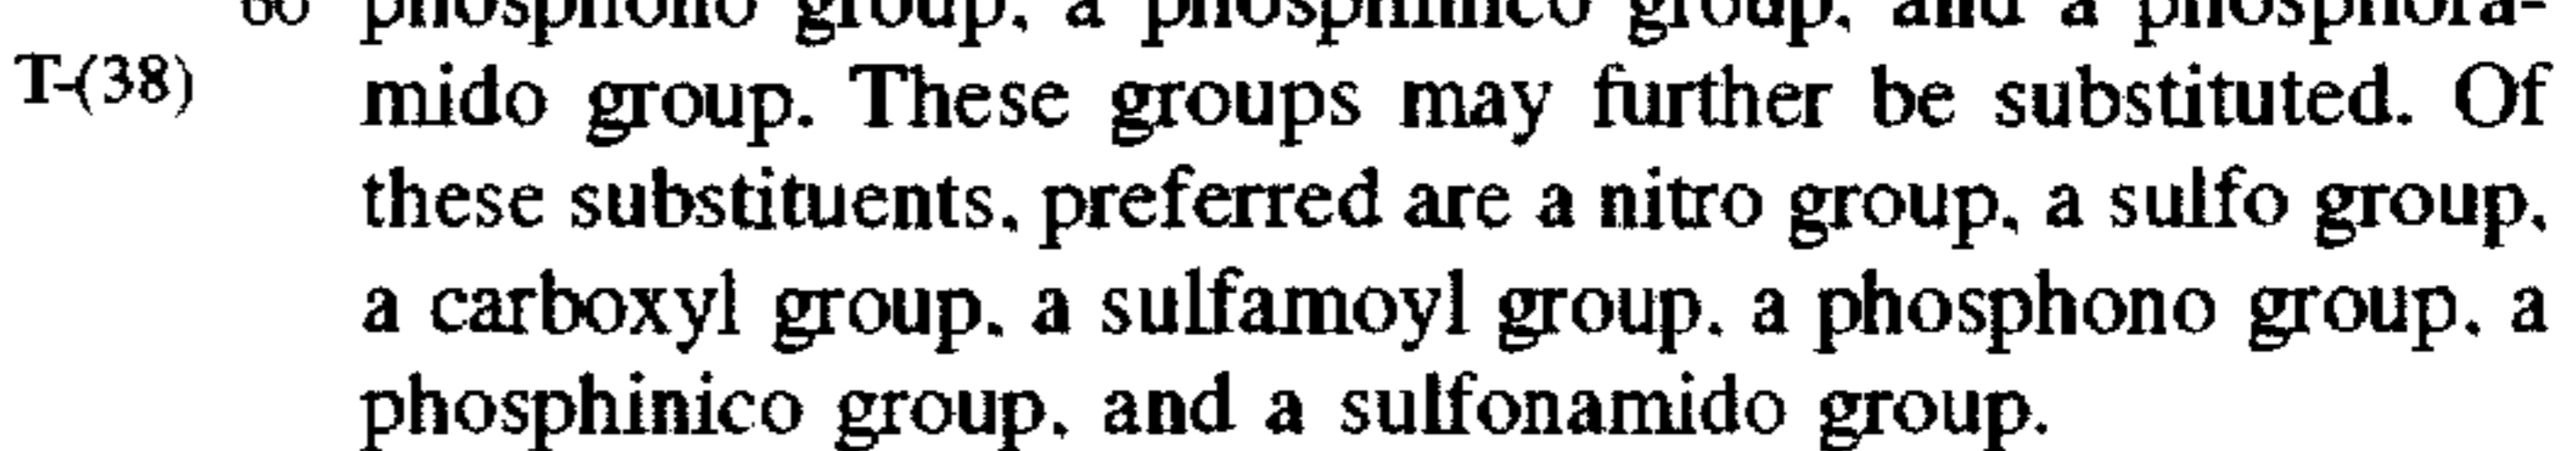 60 phosphono group, a phosphinico group, and a phosphora-
T-(38) mido group. These groups may further be substituted. Of
these substituents, preferred are a nitro group, a sulfo group,
a carboxyl group, a sulfamoyl group, a phosphono group, a
phosphinico group, and a sulfonamido group.